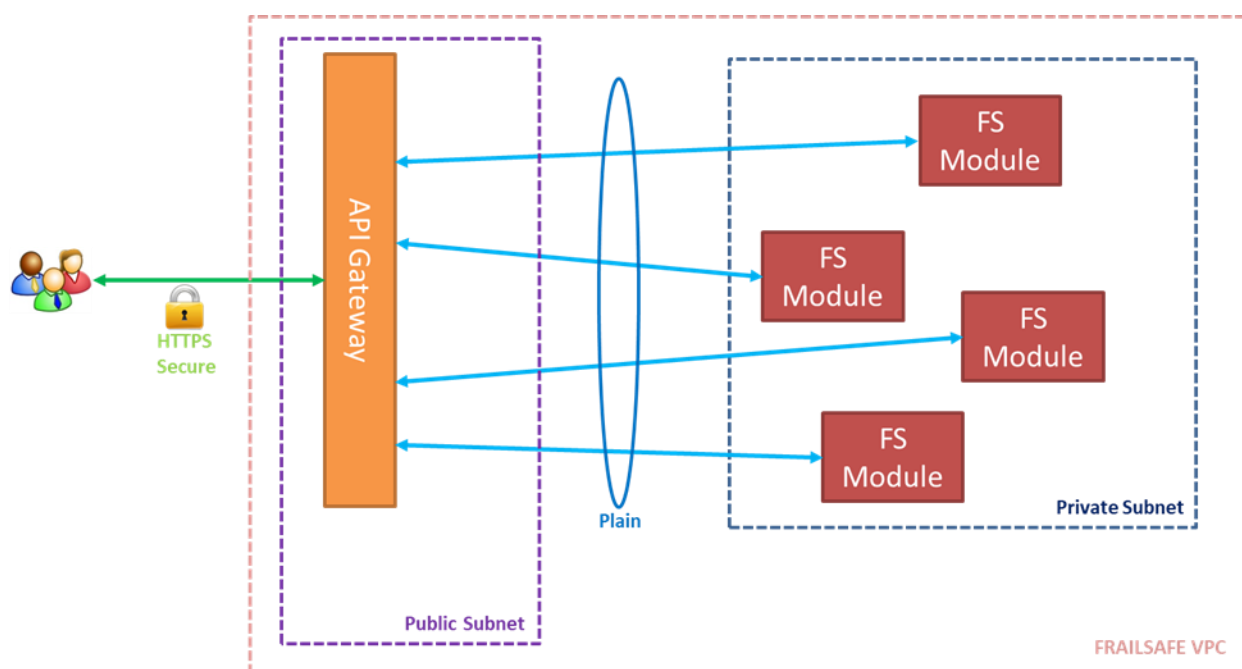 FS
Module
API Gateway
FS
Module
HTTPS
Secure
FS
Module
FS
Module
Plain
Private Subnet
Public Subnet
FRAILSAFE VPC